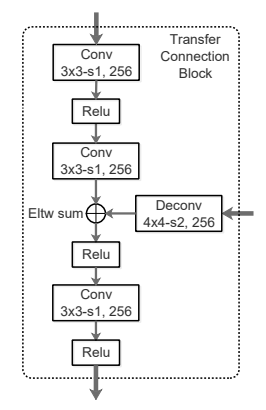 Transfer
Connection
Block
Conv
3x3-s1, 256
Relu
Conv
3x3-s1, 256
Eltw sum
Deconv
4x4-s2, 256
Relu
Conv
3x3-s1, 256
Relu